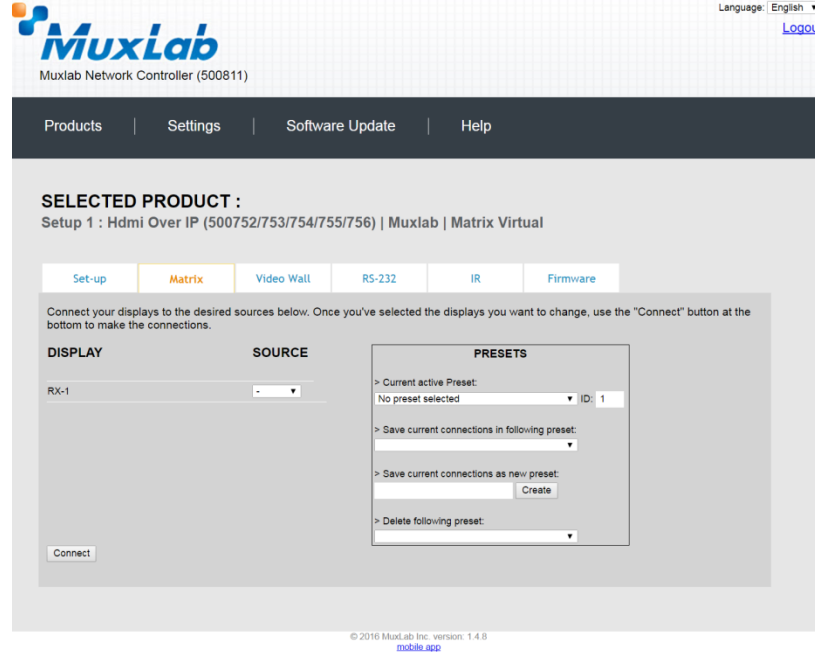 Language: English
Logou
MuxLab
Muxlab Network Controller (500811)
Products | Settings | Software Update | Help
SELECTED PRODUCT :
Setup 1 : Hdmi Over IP (500752/753/754/755/756) | Muxlab | Matrix Virtual
Set-up Matrix Video Wall RS-232 IR Firmware
Connect your displays to the desired sources below. Once you've selected the displays you want to change, use the "Connect" button at the
bottom to make the connections.
DISPLAY SOURCE
PRESETS
> Current active Preset:
RX-1 -
No preset selected ID: 1
> Save current connections in following preset:
> Save current connections as new preset:
Create
> Delete following preset:
Connect
© 2016 MuxLab Inc. version: 1.4.8
mobile app